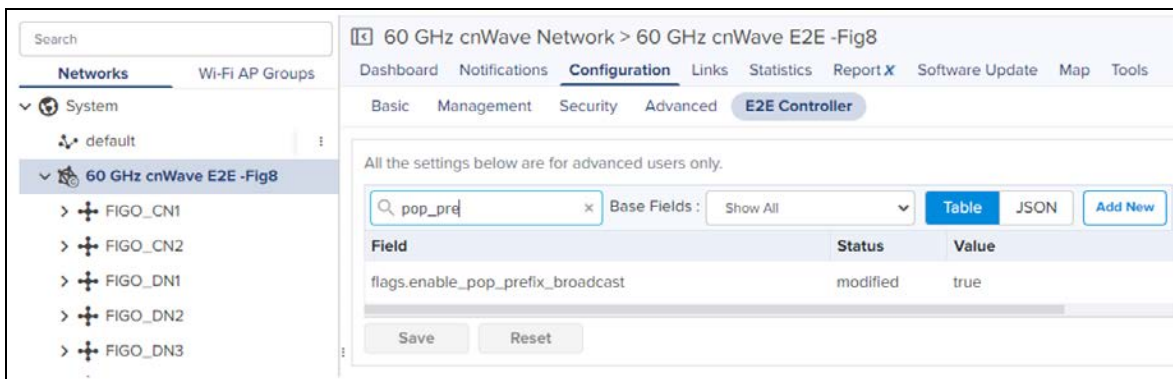 Search
Networks Wi-Fi AP Groups
System
default
60 GHz cnWave E2E -Fig8
FIGO_CN1
FIGO_CN2
FIGO_DN1
FIGO_DN2
FIGO_DN3
60 GHz cnWave Network > 60 GHz cnWave E2E -Fig8
Dashboard Notifications Configuration Links Statistics Report X Software Update Map Tools
Basic Management Security Advanced E2E Controller
All the settings below are for advanced users only.
pop_pre × Base Fields : Show All Table JSON Add New
Field Status Value
flags.enable_pop_prefix_broadcast modified true
Save Reset